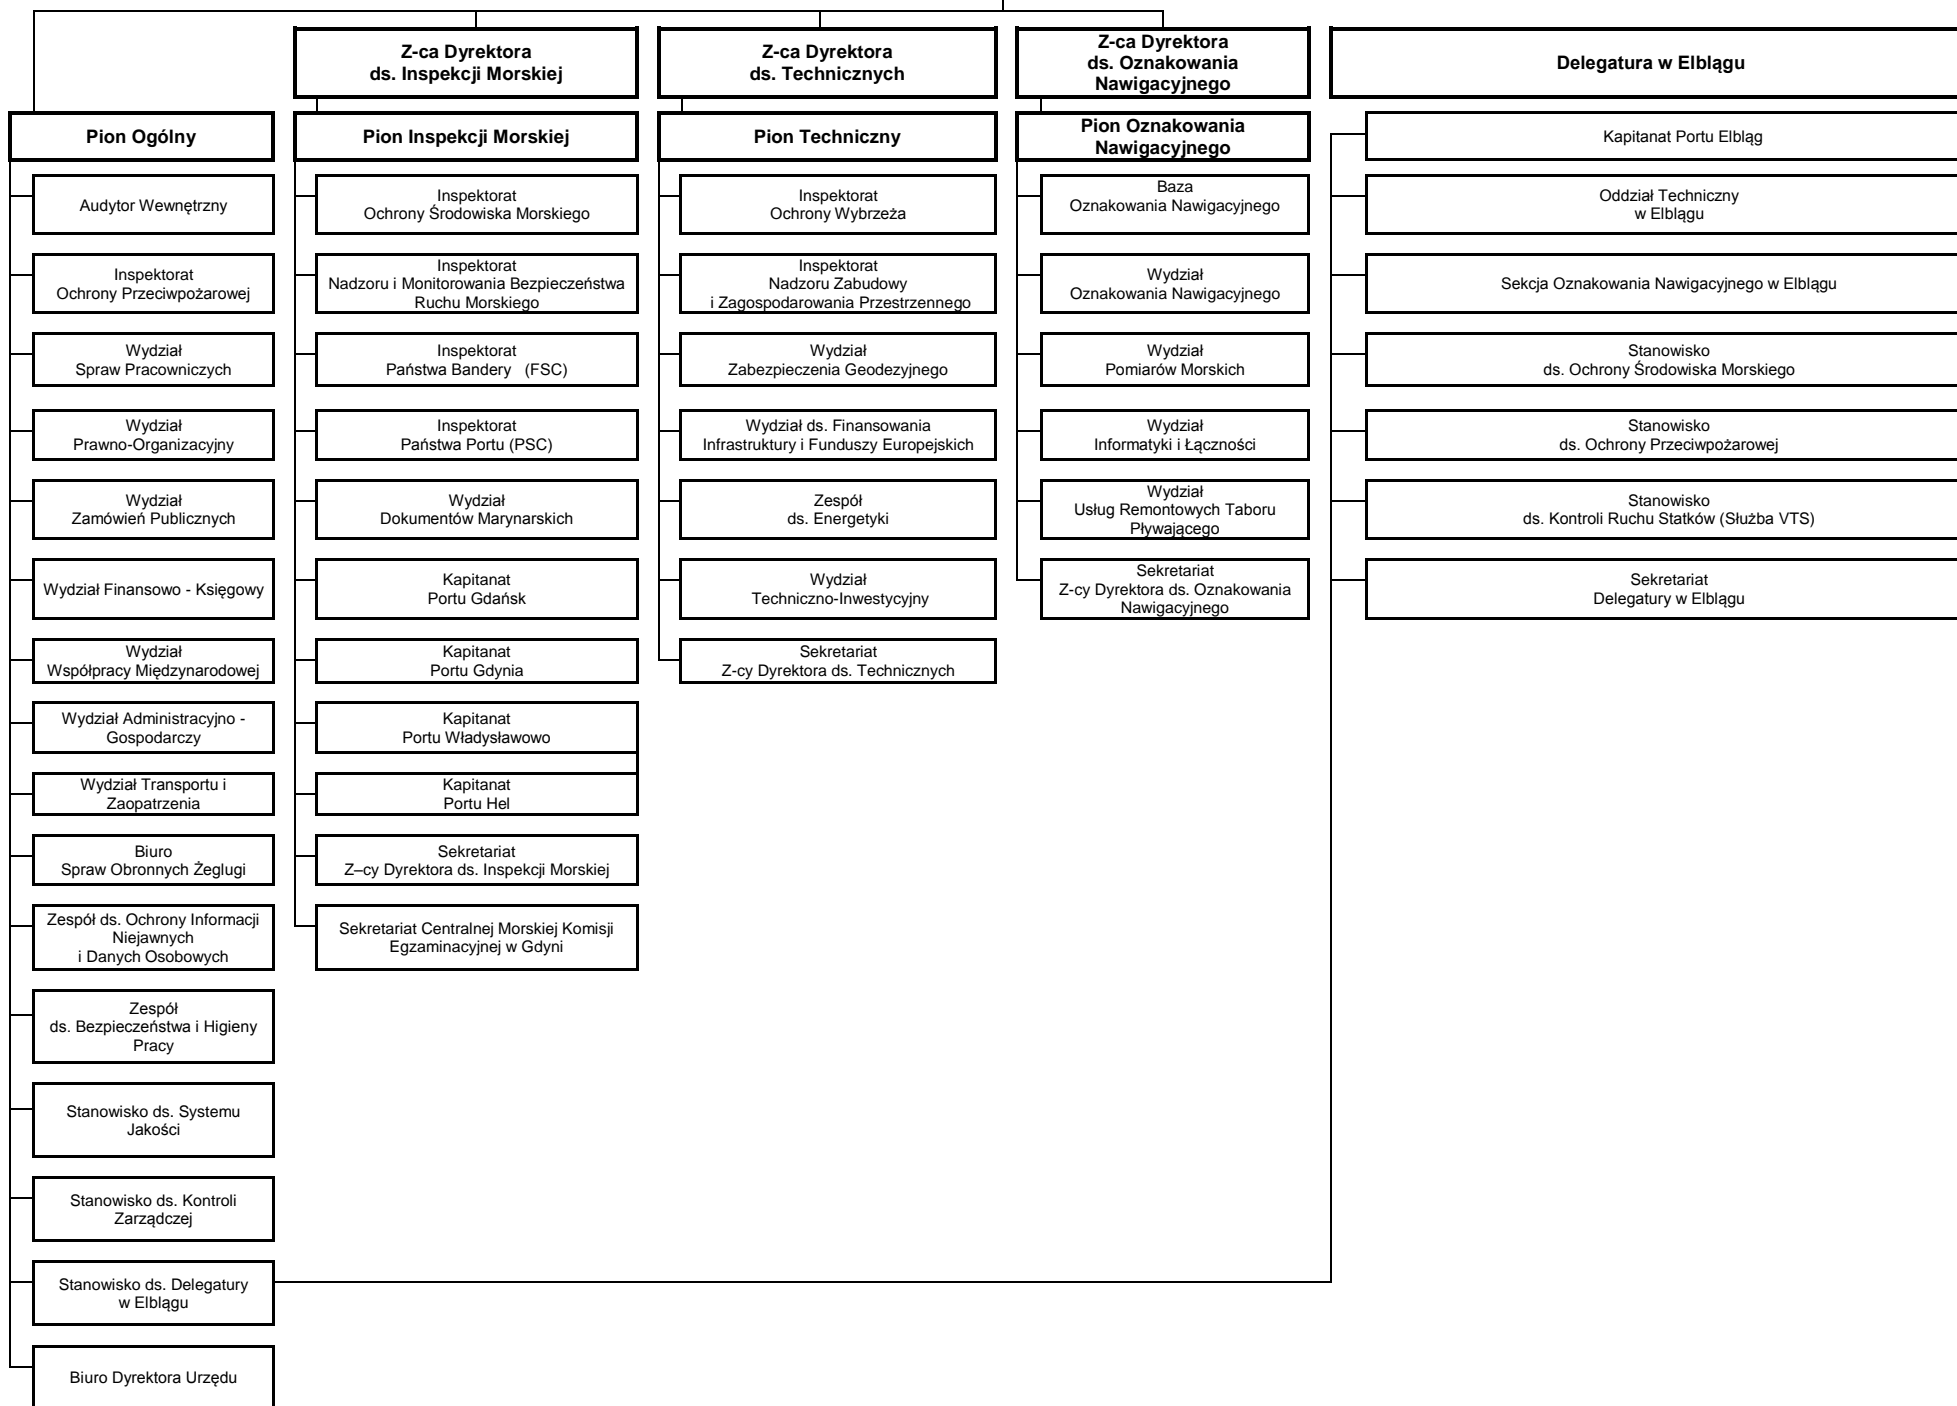 Z-ca Dyrektora
ds. Inspekcji Morskiej
Z-ca Dyrektora
ds. Technicznych
Z-ca Dyrektora
ds. Oznakowania
Nawigacyjnego
Delegatura w Elblągu
Pion Ogólny
Audytor Wewnętrzny
Inspektorat
Ochrony Przeciwpożarowej
Wydział
Spraw Pracowniczych
Wydział
Prawno-Organizacyjny
Wydział
Zamówień Publicznych
Wydział Finansowo - Księgowy
Wydział
Współpracy Międzynarodowej
Wydział Administracyjno -
Gospodarczy
Wydział Transportu i
Zaopatrzenia
Biuro
Spraw Obronnych Żeglugi
Zespół ds. Ochrony Informacji
Niejawnych
i Danych Osobowych
Zespół
ds. Bezpieczeństwa i Higieny
Pracy
Stanowisko ds. Systemu
Jakości
Stanowisko ds. Kontroli
Zarządczej
Stanowisko ds. Delegatury
w Elblągu
Biuro Dyrektora Urzędu
Pion Inspekcji Morskiej
Inspektorat
Ochrony Środowiska Morskiego
Inspektorat
Nadzoru i Monitorowania Bezpieczeństwa
Ruchu Morskiego
Inspektorat
Państwa Bandery (FSC)
Inspektorat
Państwa Portu (PSC)
Wydział
Dokumentów Marynarskich
Kapitanat
Portu Gdańsk
Kapitanat
Portu Gdynia
Kapitanat
Portu Władysławowo
Kapitanat
Portu Hel
Sekretariat
Z–cy Dyrektora ds. Inspekcji Morskiej
Sekretariat Centralnej Morskiej Komisji
Egzaminacyjnej w Gdyni
Pion Techniczny
Inspektorat
Ochrony Wybrzeża
Inspektorat
Nadzoru Zabudowy
i Zagospodarowania Przestrzennego
Wydział
Zabezpieczenia Geodezyjnego
Wydział ds. Finansowania
Infrastruktury i Funduszy Europejskich
Zespół
ds. Energetyki
Wydział
Techniczno-Inwestycyjny
Sekretariat
Z-cy Dyrektora ds. Technicznych
Pion Oznakowania
Nawigacyjnego
Baza
Oznakowania Nawigacyjnego
Wydział
Oznakowania Nawigacyjnego
Wydział
Pomiarów Morskich
Wydział
Informatyki i Łączności
Wydział
Usług Remontowych Taboru
Pływającego
Sekretariat
Z-cy Dyrektora ds. Oznakowania
Nawigacyjnego
Kapitanat Portu Elbląg
Oddział Techniczny
w Elblągu
Sekcja Oznakowania Nawigacyjnego w Elblągu
Stanowisko
ds. Ochrony Środowiska Morskiego
Stanowisko
ds. Ochrony Przeciwpożarowej
Stanowisko
ds. Kontroli Ruchu Statków (Służba VTS)
Sekretariat
Delegatury w Elblągu